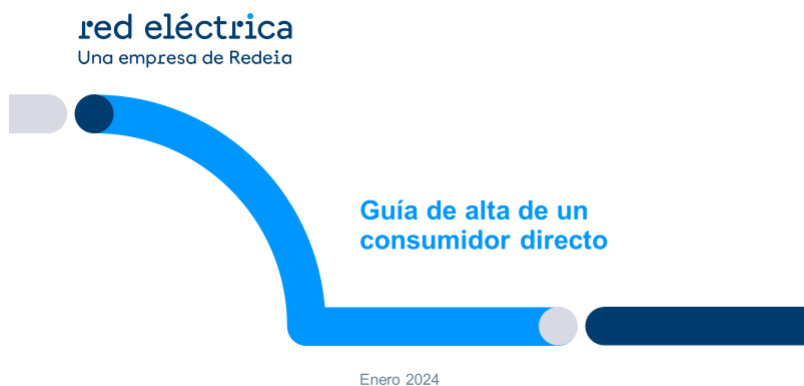 red eléctrica
Una empresa de Redeia
Guía de alta de un
consumidor directo
Enero 2024